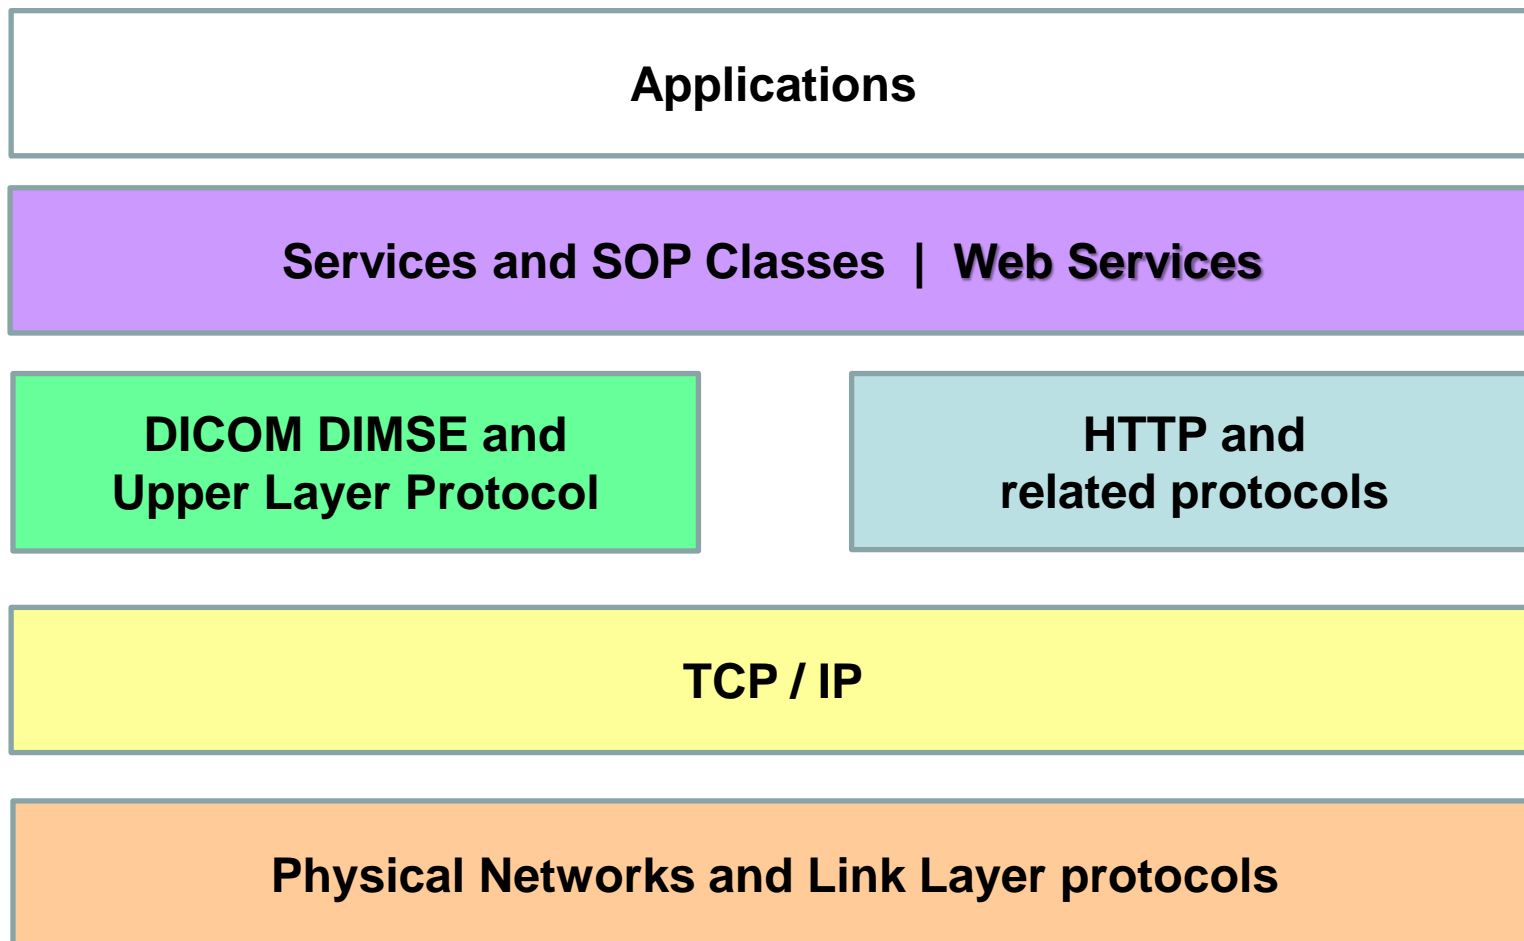 Applications
Services and SOP Classes | Web Services
DICOM DIMSE and
Upper Layer Protocol
HTTP and
related protocols
TCP / IP
Physical Networks and Link Layer protocols